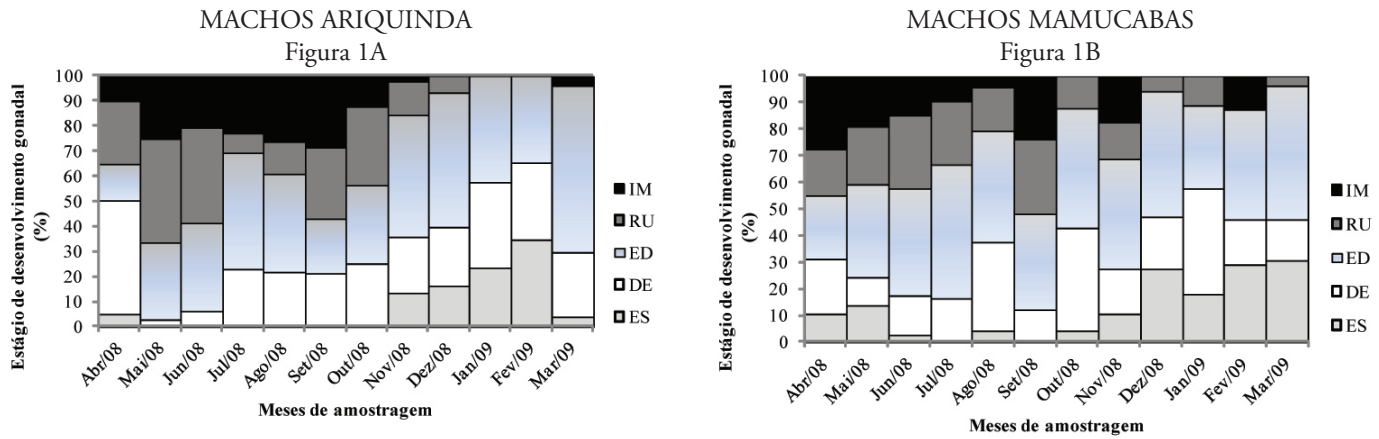 MACHOS ARIQUINDA
Figura 1A
Estágio de desenvolvimento gonadal
(%)
100
90
80
70
60
50
40
30
20
10
0
Abr/08
Mai/08
Jun/08
Jul/08
Ago/08
Set/08
Out/08
Nov/08
Dez/08
Jan/09
Fev/09
Mar/09
Meses de amostragem
IM
RU
ED
DE
ES
MACHOS MAMUCABAS
Figura 1B
Estágio de desenvolvimento gonadal
(%)
100
90
80
70
60
50
40
30
20
10
0
Abr/08
Mai/08
Jun/08
Jul/08
Ago/08
Set/08
Out/08
Nov/08
Dez/08
Jan/09
Fev/09
Mar/09
Meses de amostragem
IM
RU
ED
DE
ES